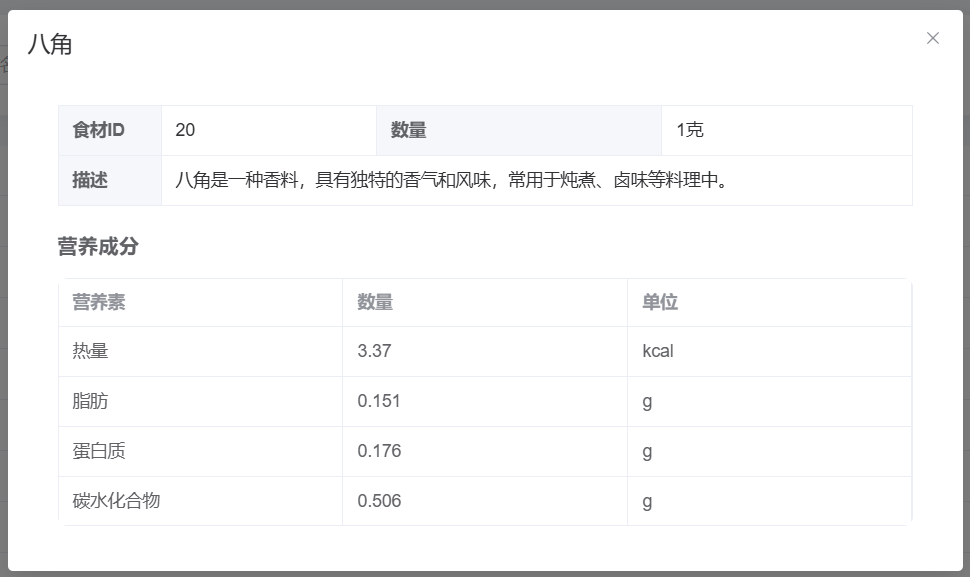 八角
食材ID 20 数量 1克
描述 八角是一种香料，具有独特的香气和风味，常用于炖煮、卤味等料理中。
营养成分
营养素 数量 单位
热量 3.37 kcal
脂肪 0.151 g
蛋白质 0.176 g
碳水化合物 0.506 g